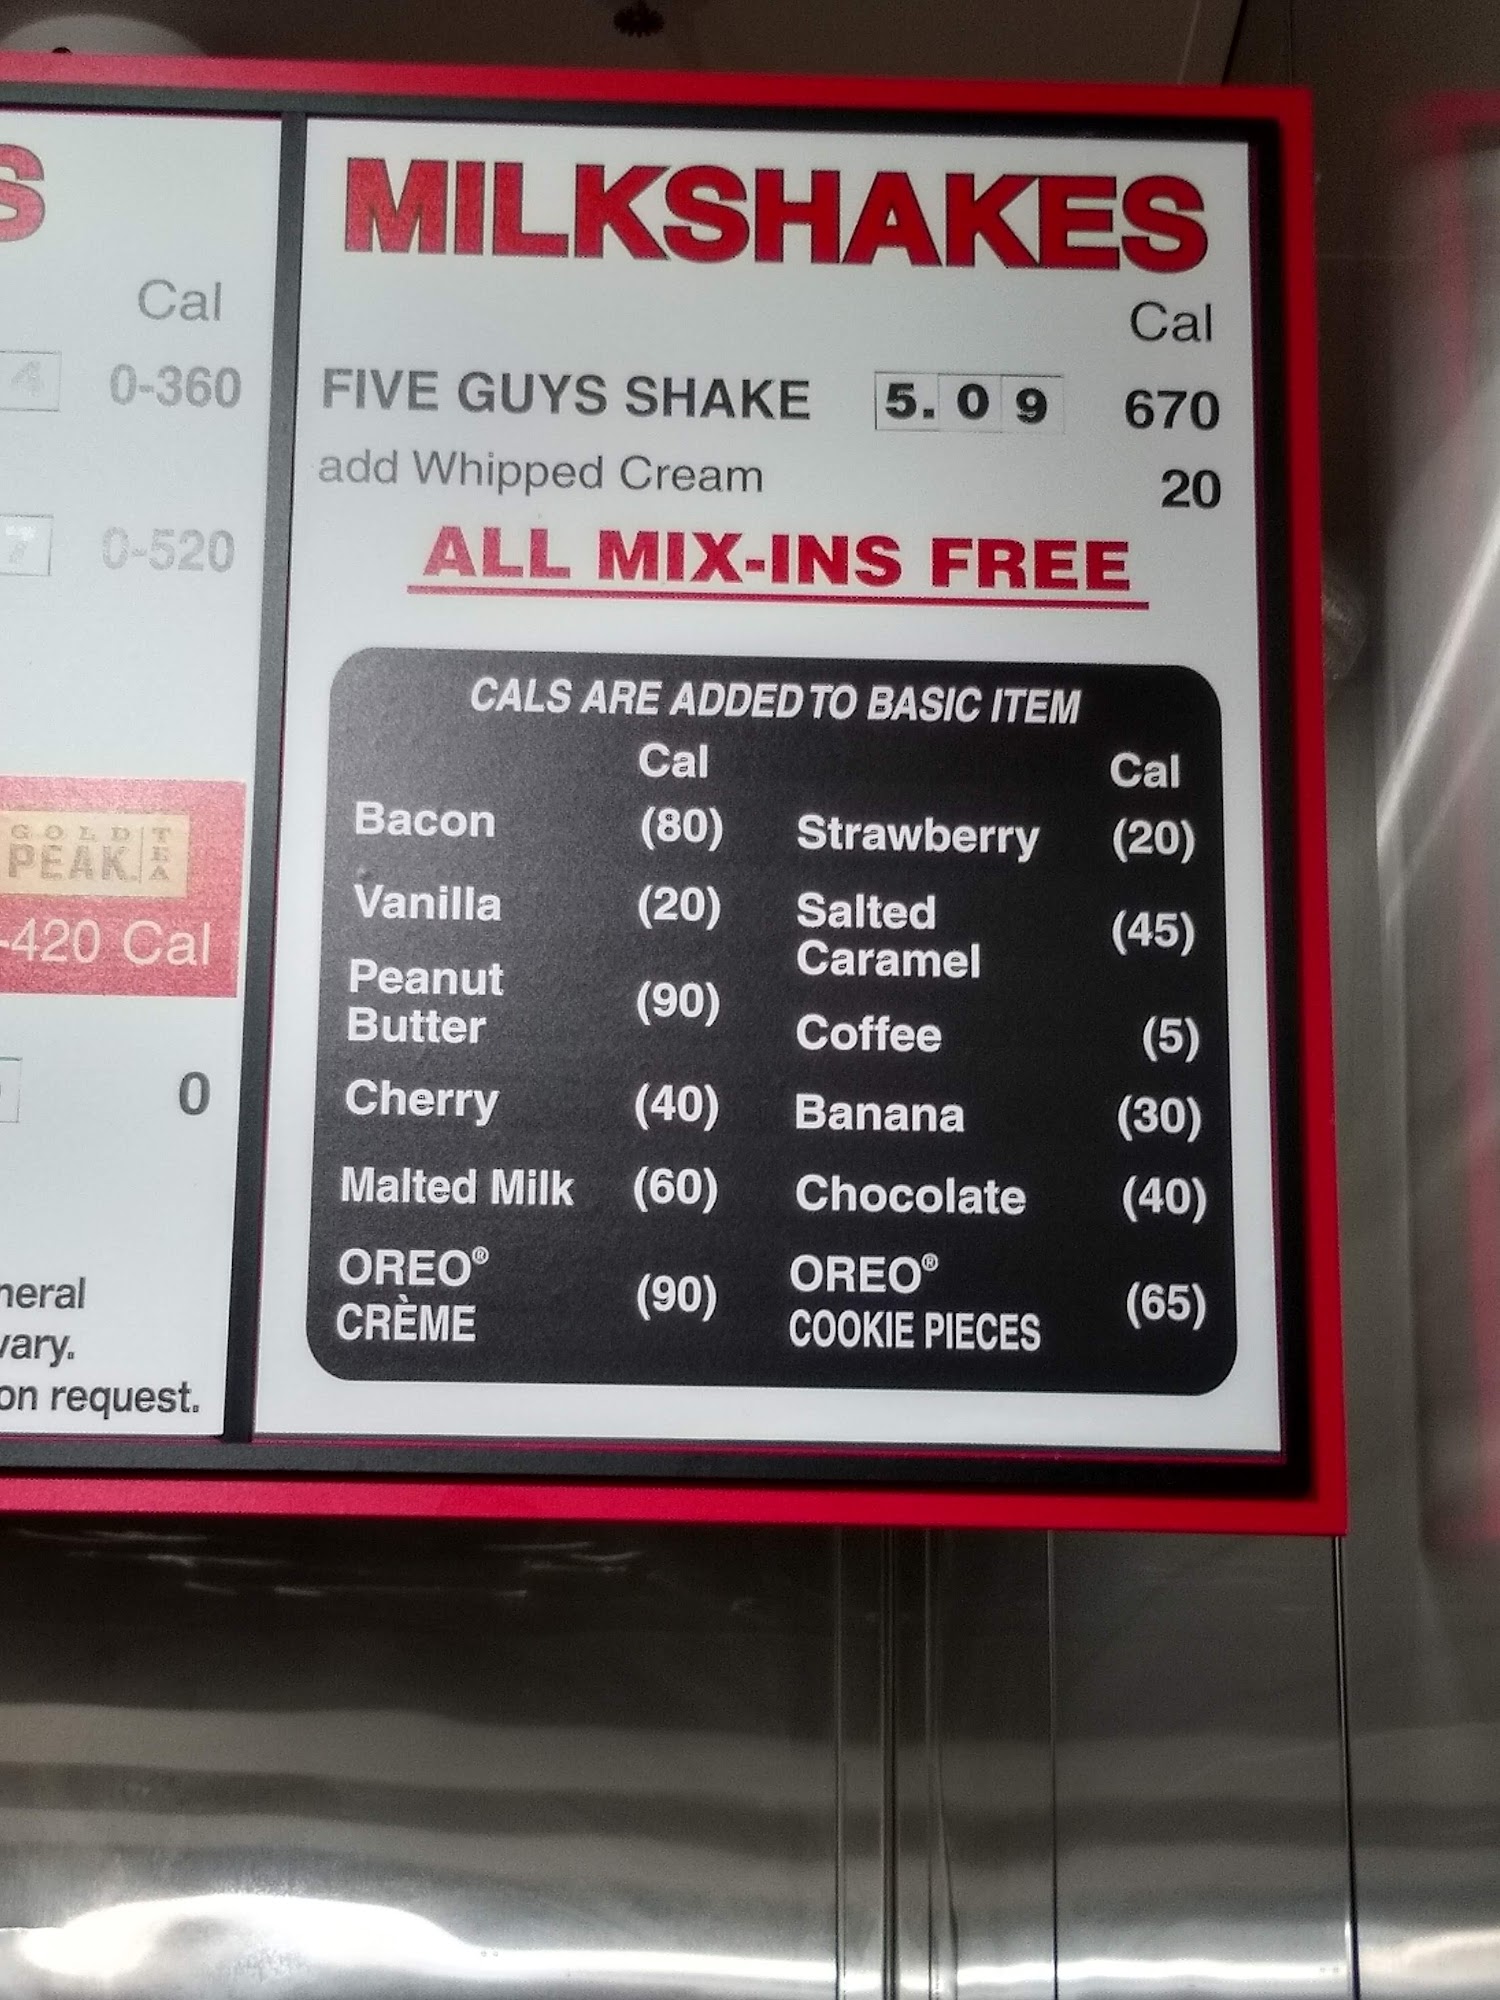 S
Cal
4 0-360
7 0-520
GOLD
PEAK
TEA
-420 Cal
0
neral
vary.
on request.
MILKSHAKES
Cal
FIVE GUYS SHAKE 5.09 670
add Whipped Cream 20
ALL MIX-INS FREE
CALS ARE ADDED TO BASIC ITEM
Cal Cal
Bacon (80) Strawberry (20)
Vanilla (20) Salted
Caramel (45)
Peanut
Butter (90) Coffee (5)
Cherry (40) Banana (30)
Malted Milk (60) Chocolate (40)
OREO® OREO®
CRÈME (90) COOKIE PIECES (65)